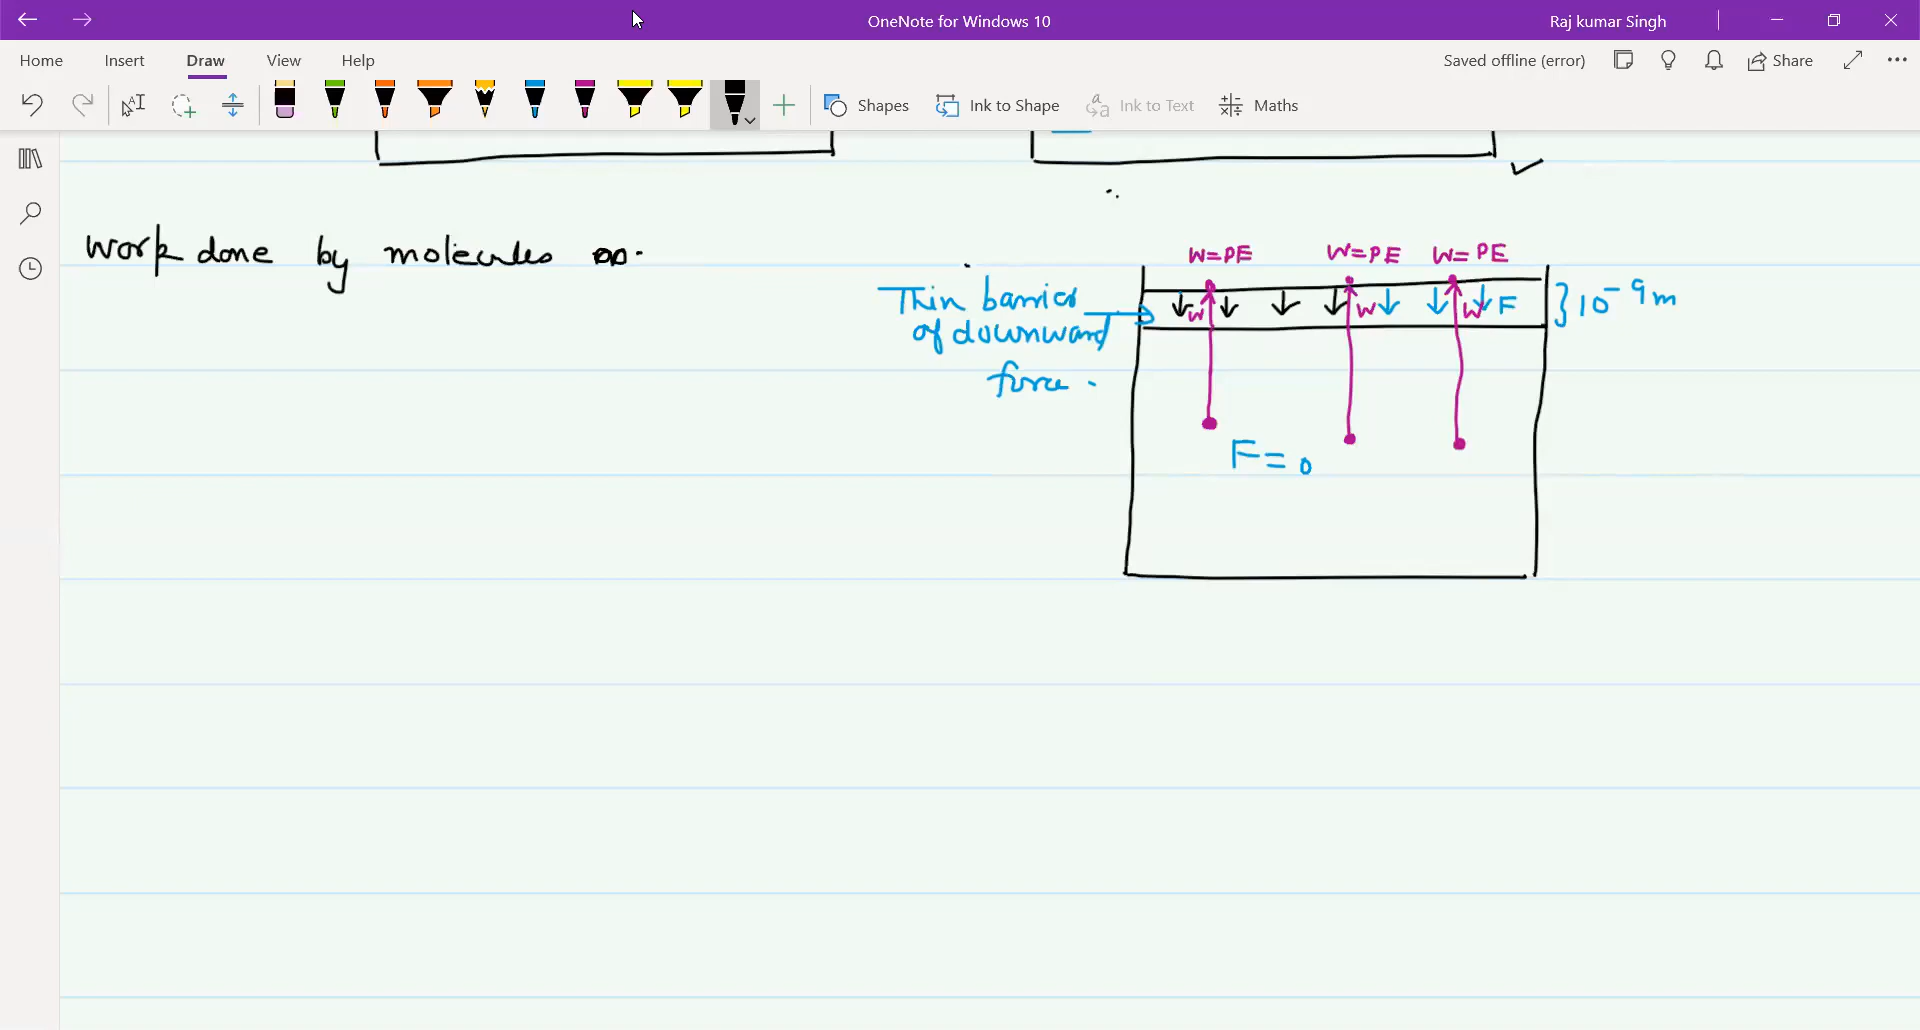 OneNote for Windows 10
Raj kumar Singh
Home Insert Draw View Help
Saved offline (error)
Share
Shapes
Ink to Shape
Ink to Text
Maths
Work done by molecules
W=PE W=PE W=PE
Thin barrier
of downward
force.
W W W F
10⁻⁹m
F=0